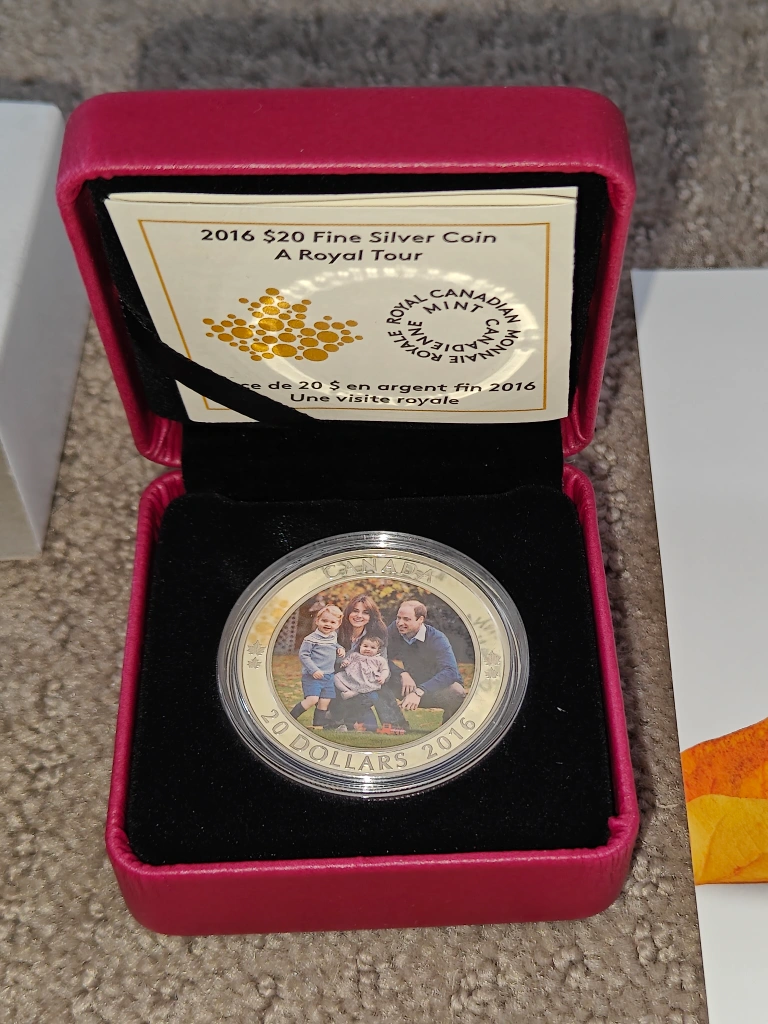 2016 $20 Fine Silver Coin
A Royal Tour
ROYAL CANADIAN MINT
MONNAIE ROYALE CANADIENNE
de 20 $ en argent fin 2016
Une visite royale
CANADA
20 DOLLARS 2016